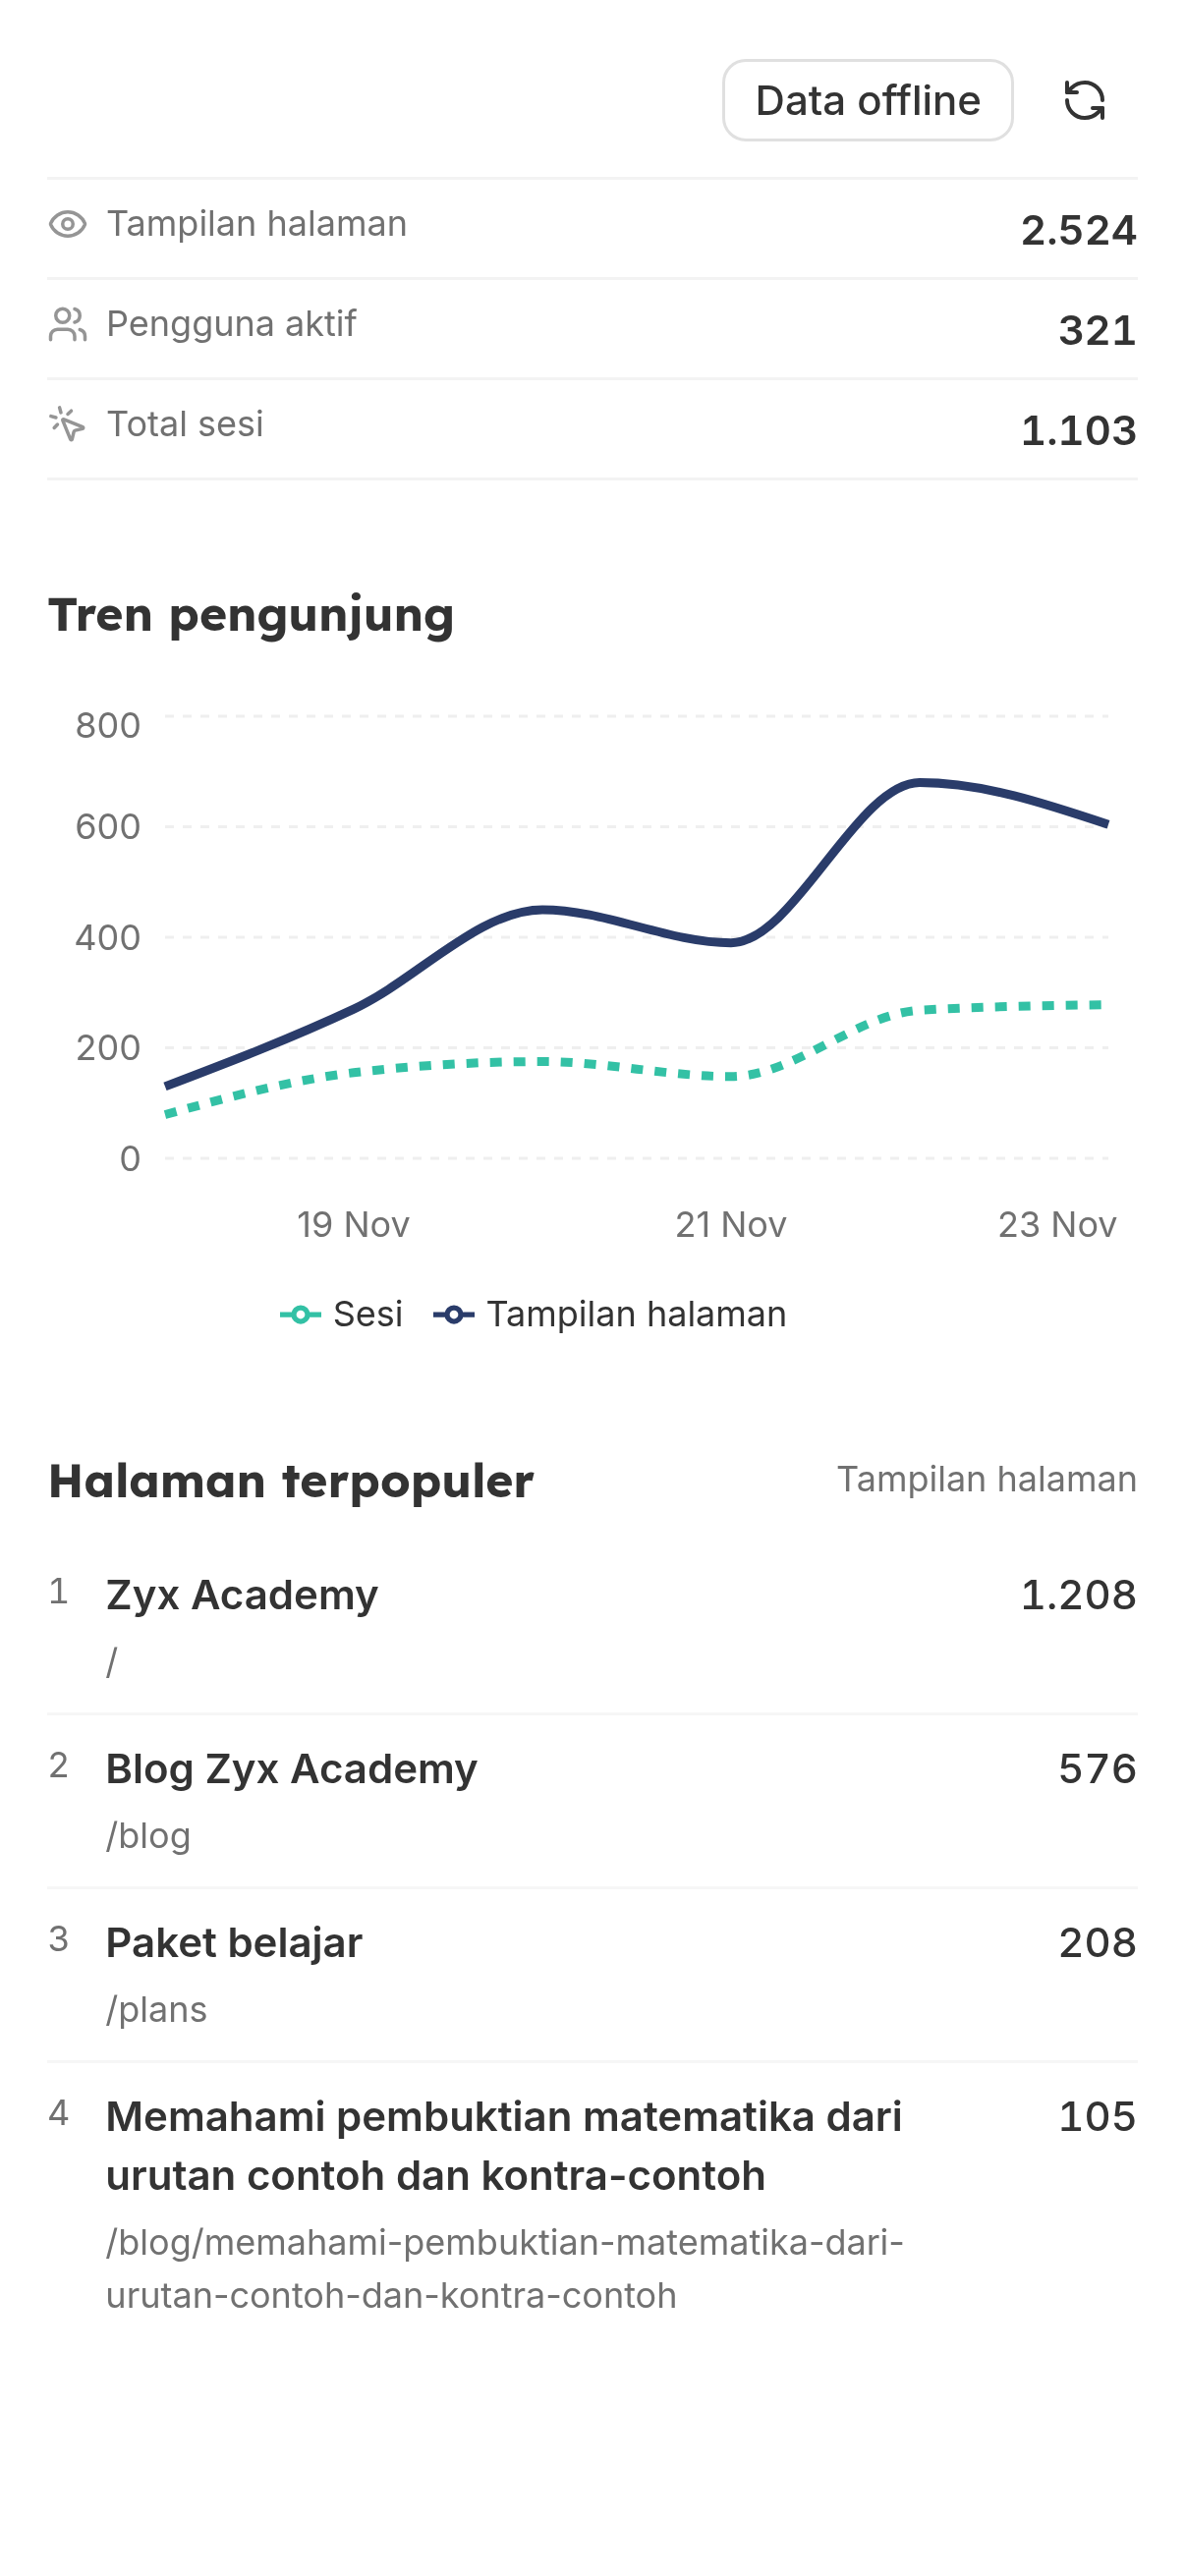 Data offline
Tampilan halaman
2.524
Pengguna aktif
321
Total sesi
1.103
Tren pengunjung
800
600
400
200
0
19 Nov
21 Nov
23 Nov
Sesi
Tampilan halaman
Halaman terpopuler
Tampilan halaman
1
Zyx Academy
1.208
/
2
Blog Zyx Academy
576
/blog
3
Paket belajar
208
/plans
4
Memahami pembuktian matematika dari
urutan contoh dan kontra-contoh
105
/blog/memahami-pembuktian-matematika-dari-
urutan-contoh-dan-kontra-contoh